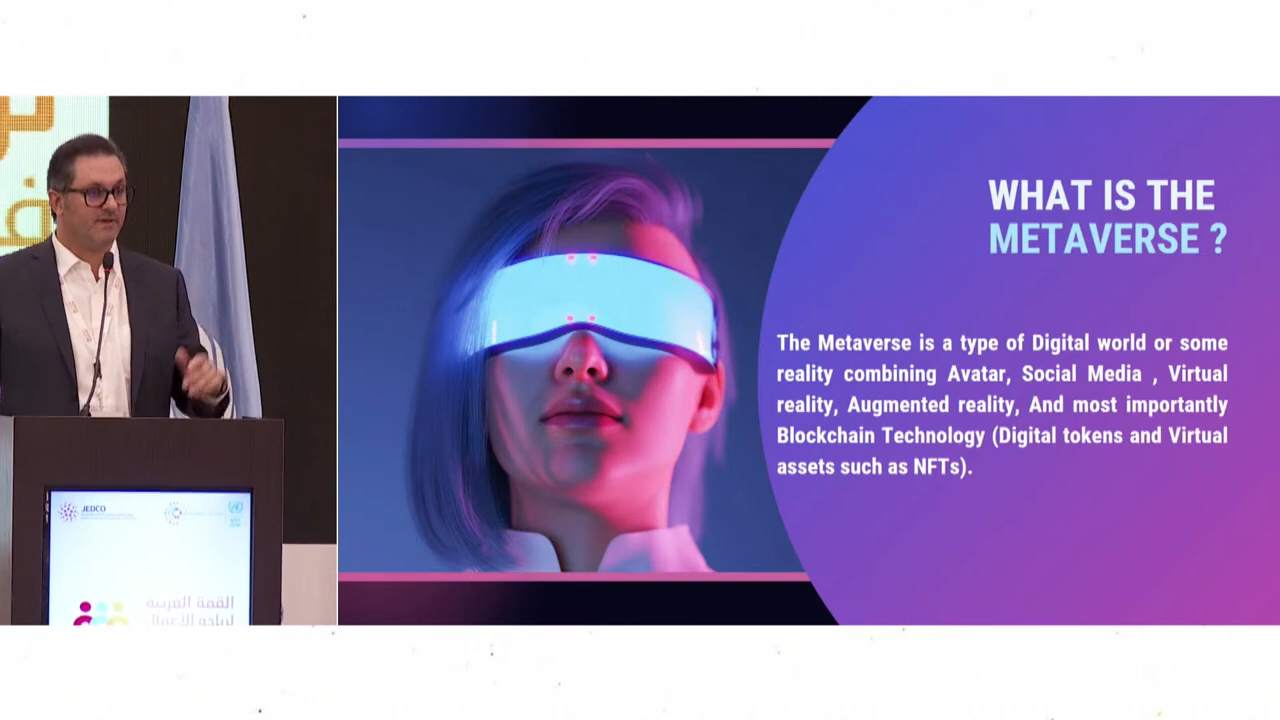 WHAT IS THE
METAVERSE ?
The Metaverse is a type of Digital world or some
reality combining Avatar, Social Media , Virtual
reality, Augmented reality, And most importantly
Blockchain Technology (Digital tokens and Virtual
assets such as NFTs).
JEDCO
القمة العربية
لريادة الأعمال